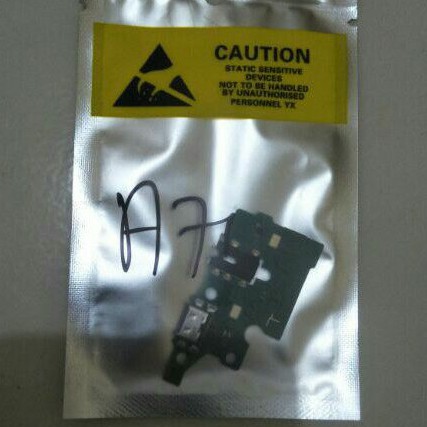 CAUTION
STATIC SENSITIVE
DEVICES
NOT TO BE HANDLED
BY UNAUTHORISED
PERSONNEL YX
A7